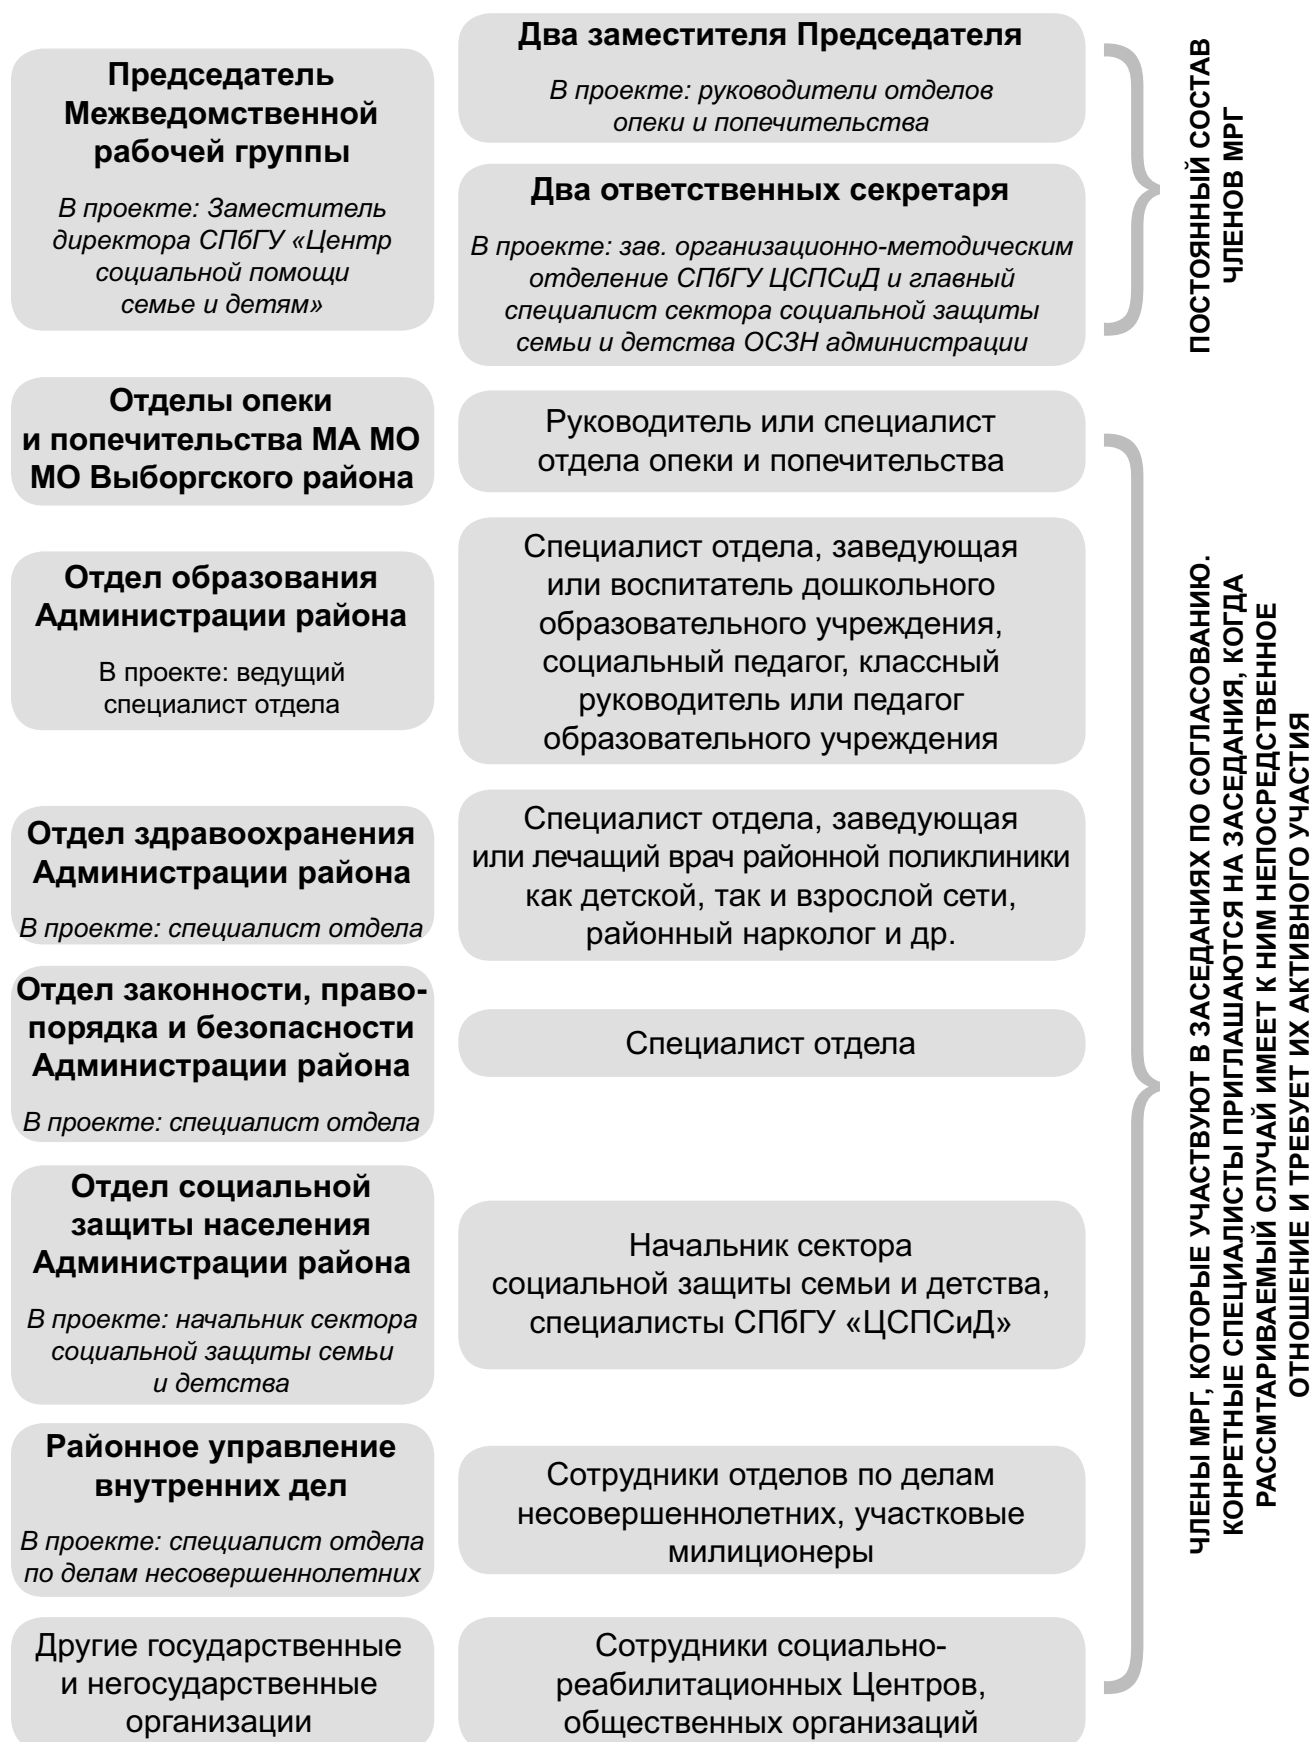 Председатель
Межведомственной
рабочей группы
В проекте: Заместитель
директора СПбГУ «Центр
социальной помощи
семье и детям»
Два заместителя Председателя
В проекте: руководители отделов
опеки и попечительства
Два ответственных секретаря
В проекте: зав. организационно-методическим
отделение СПбГУ ЦСПСиД и главный
специалист сектора социальной защиты
семьи и детства ОСЗН администрации
ПОСТОЯННЫЙ СОСТАВ
ЧЛЕНОВ МРГ
Отделы опеки
и попечительства МА МО
МО Выборгского района
Руководитель или специалист
отдела опеки и попечительства
Отдел образования
Администрации района
В проекте: ведущий
специалист отдела
Специалист отдела, заведующая
или воспитатель дошкольного
образовательного учреждения,
социальный педагог, классный
руководитель или педагог
образовательного учреждения
Отдел здравоохранения
Администрации района
В проекте: специалист отдела
Специалист отдела, заведующая
или лечащий врач районной поликлиники
как детской, так и взрослой сети,
районный нарколог и др.
Отдел законности, право-
порядка и безопасности
Администрации района
В проекте: специалист отдела
Специалист отдела
Отдел социальной
защиты населения
Администрации района
В проекте: начальник сектора
социальной защиты семьи
и детства
Начальник сектора
социальной защиты семьи и детства,
специалисты СПбГУ «ЦСПСиД»
Районное управление
внутренних дел
В проекте: специалист отдела
по делам несовершеннолетних
Сотрудники отделов по делам
несовершеннолетних, участковые
милиционеры
Другие государственные
и негосударственные
организации
Сотрудники социально-
реабилитационных Центров,
общественных организаций
ЧЛЕНЫ МРГ, КОТОРЫЕ УЧАСТВУЮТ В ЗАСЕДАНИЯХ ПО СОГЛАСОВАНИЮ.
КОНРЕТНЫЕ СПЕЦИАЛИСТЫ ПРИГЛАШАЮТСЯ НА ЗАСЕДАНИЯ, КОГДА
РАССМТАРИВАЕМЫЙ СЛУЧАЙ ИМЕЕТ К НИМ НЕПОСРЕДСТВЕННОЕ
ОТНОШЕНИЕ И ТРЕБУЕТ ИХ АКТИВНОГО УЧАСТИЯ